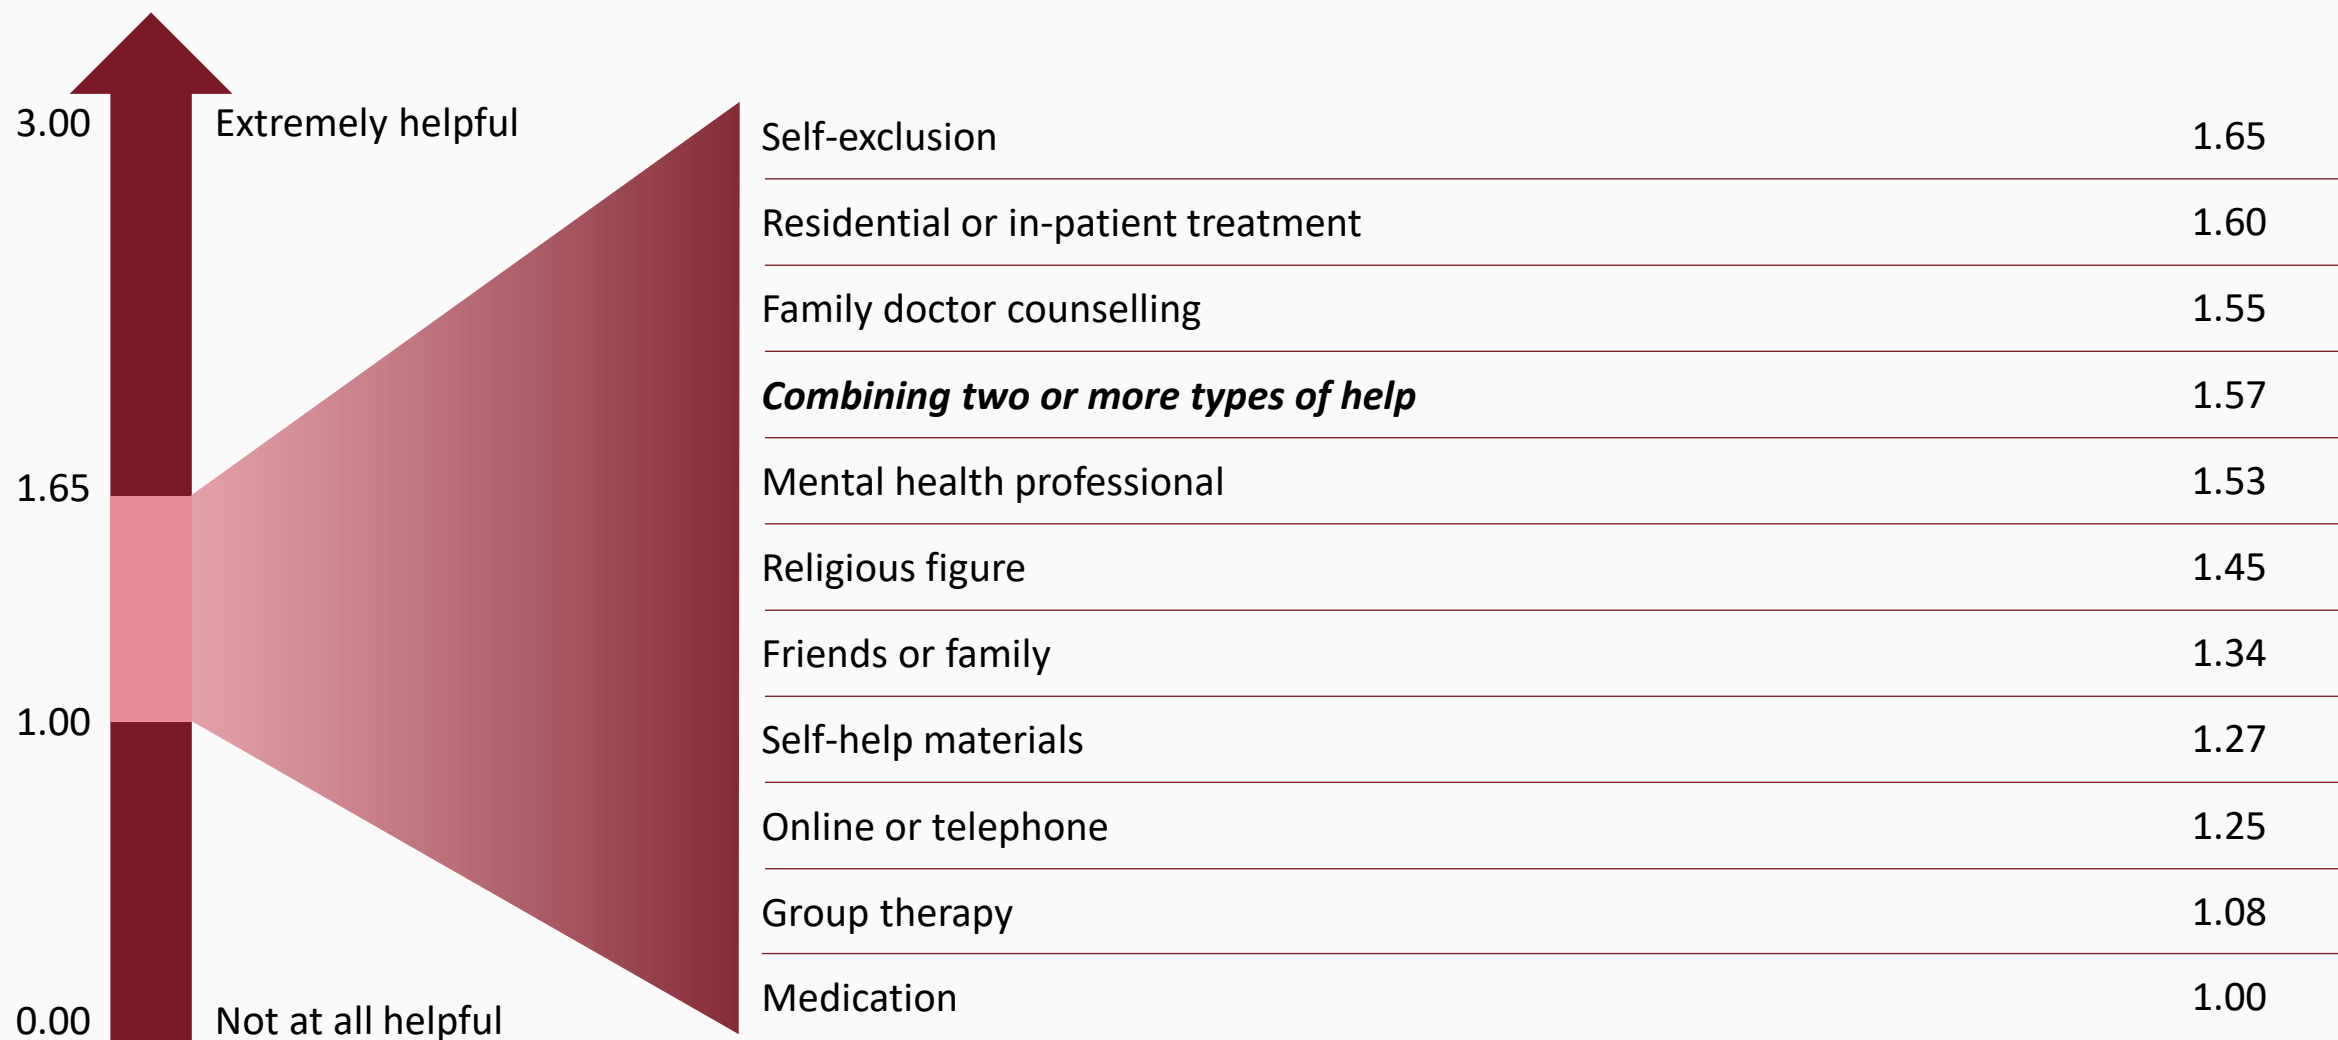 3.00 Extremely helpful
1.65
1.00
0.00 Not at all helpful
Self-exclusion 1.65
Residential or in-patient treatment 1.60
Family doctor counselling 1.55
Combining two or more types of help 1.57
Mental health professional 1.53
Religious figure 1.45
Friends or family 1.34
Self-help materials 1.27
Online or telephone 1.25
Group therapy 1.08
Medication 1.00